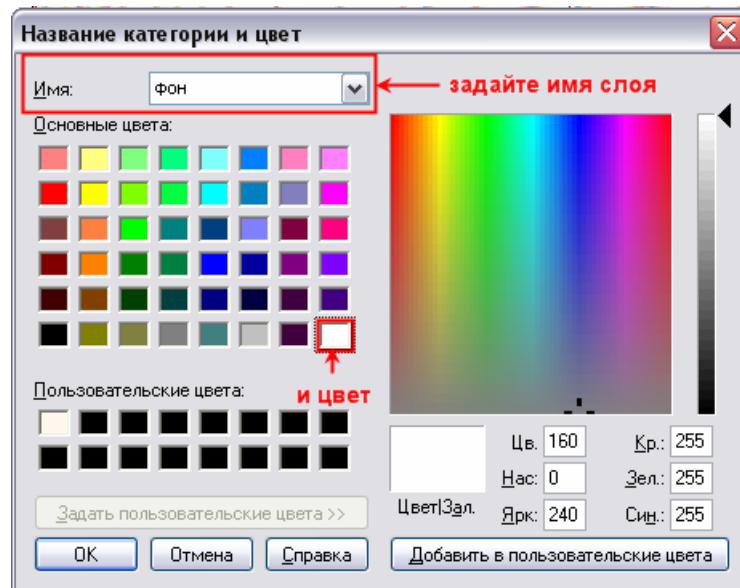 Название категории и цвет
Имя: фон
задайте имя слоя
Основные цвета:
и цвет
Пользовательские цвета:
Цв. 160 Кр.: 255
Нас: 0 Зел.: 255
Цвет|Зал. Ярк: 240 Син.: 255
Задать пользовательские цвета >>
ОК Отмена Справка Добавить в пользовательские цвета